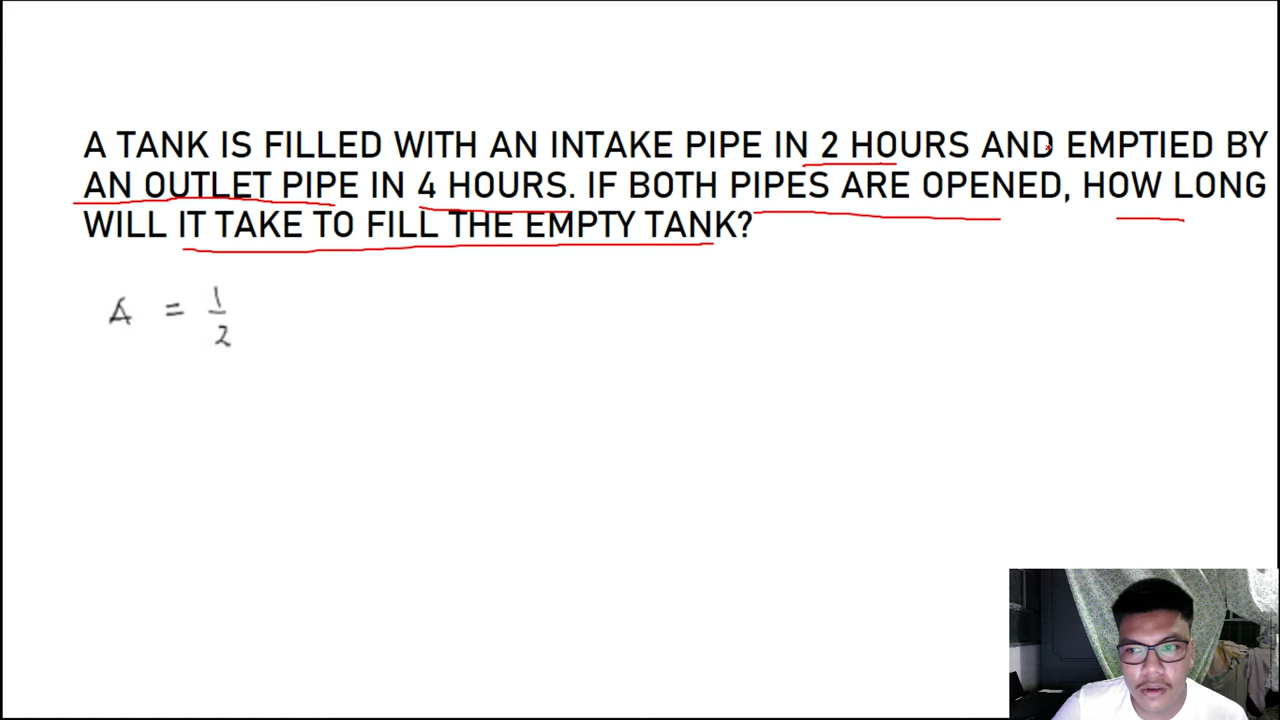 A TANK IS FILLED WITH AN INTAKE PIPE IN 2 HOURS AND EMPTIED BY
AN OUTLET PIPE IN 4 HOURS. IF BOTH PIPES ARE OPENED, HOW LONG
WILL IT TAKE TO FILL THE EMPTY TANK?
A = 1/2